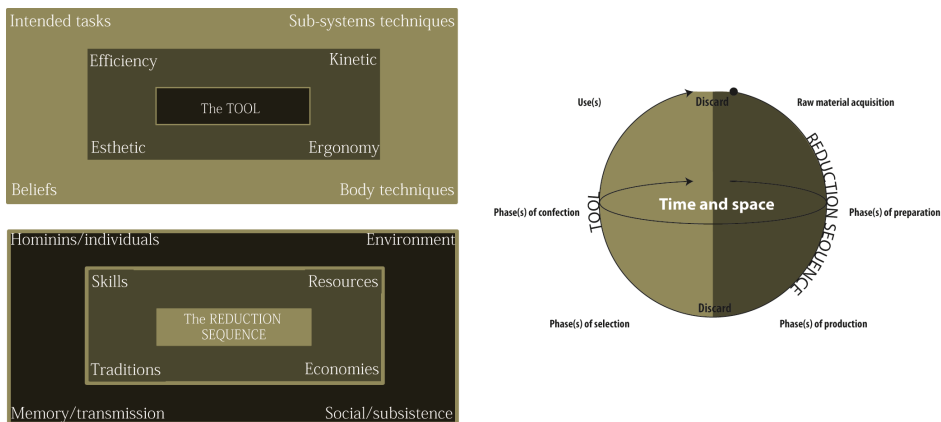 Intended tasks
Sub-systems techniques
Efficiency
Kinetic
The TOOL
Esthetic
Ergonomy
Beliefs
Body techniques
Hominins/individuals
Environment
Skills
Resources
The REDUCTION
SEQUENCE
Traditions
Economies
Memory/transmission
Social/subsistence
Use(s)
Discard
Raw material acquisition
TOOL
Time and space
REDUCTION SEQUENCE
Phase(s) of confection
Phase(s) of preparation
Discard
Phase(s) of selection
Phase(s) of production